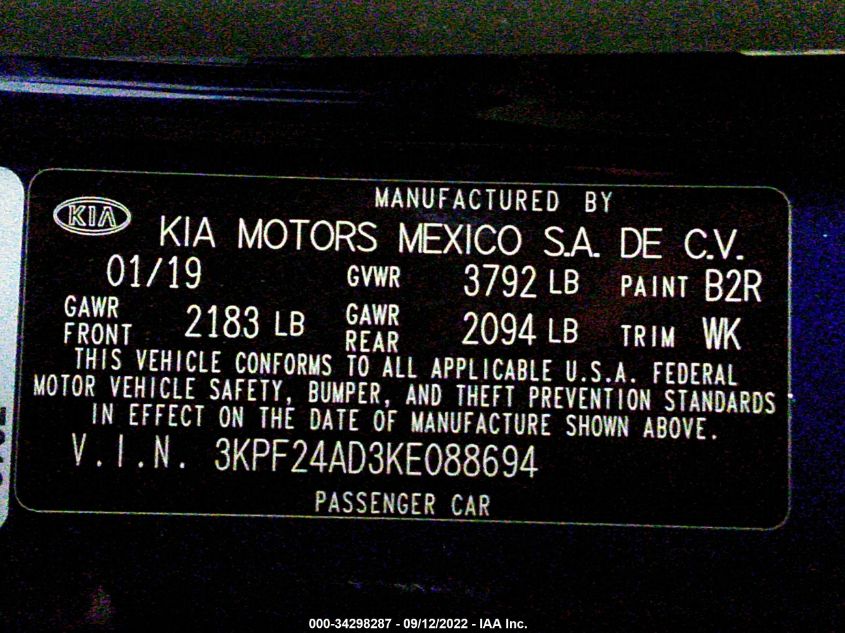 MANUFACTURED BY
KIA
KIA MOTORS MEXICO S.A. DE C.V.
01/19 GVWR 3792 LB PAINT B2R
GAWR FRONT 2183 LB GAWR REAR 2094 LB TRIM WK
THIS VEHICLE CONFORMS TO ALL APPLICABLE U.S.A. FEDERAL
MOTOR VEHICLE SAFETY, BUMPER, AND THEFT PREVENTION STANDARDS
IN EFFECT ON THE DATE OF MANUFACTURE SHOWN ABOVE.
V.I.N. 3KPF24AD3KE088694
PASSENGER CAR
000-34298287 - 09/12/2022 - IAA Inc.